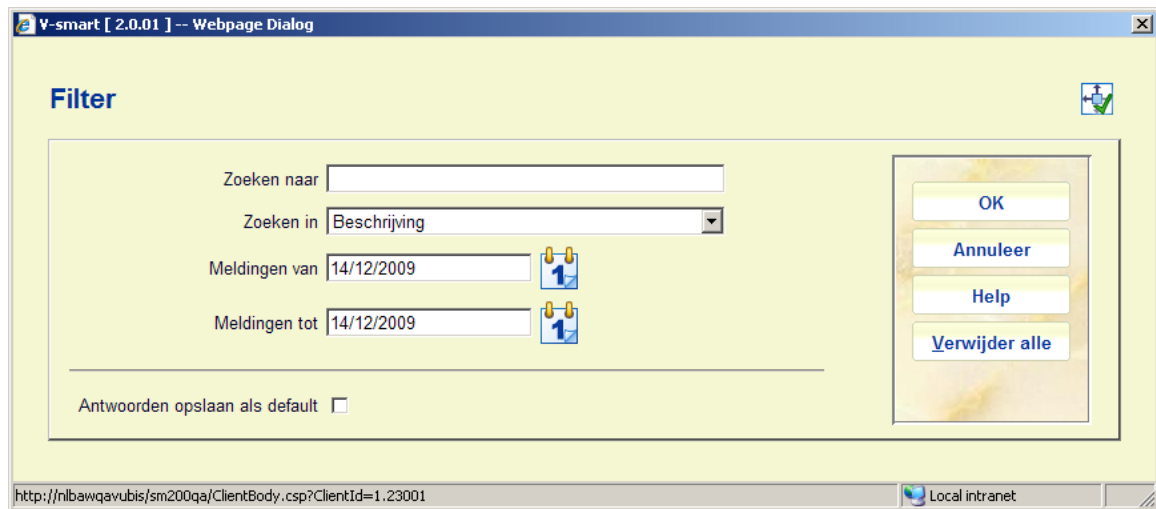 V-smart [ 2.0.01 ] -- Webpage Dialog
Filter
Zoeken naar
Zoeken in Beschrijving
Meldingen van 14/12/2009 1
Meldingen tot 14/12/2009 1
Antwoorden opslaan als default
OK
Annuleer
Help
Verwijder alle
http://nlbawqavubis/sm200qa/ClientBody.csp?ClientId=1.23001 Local intranet